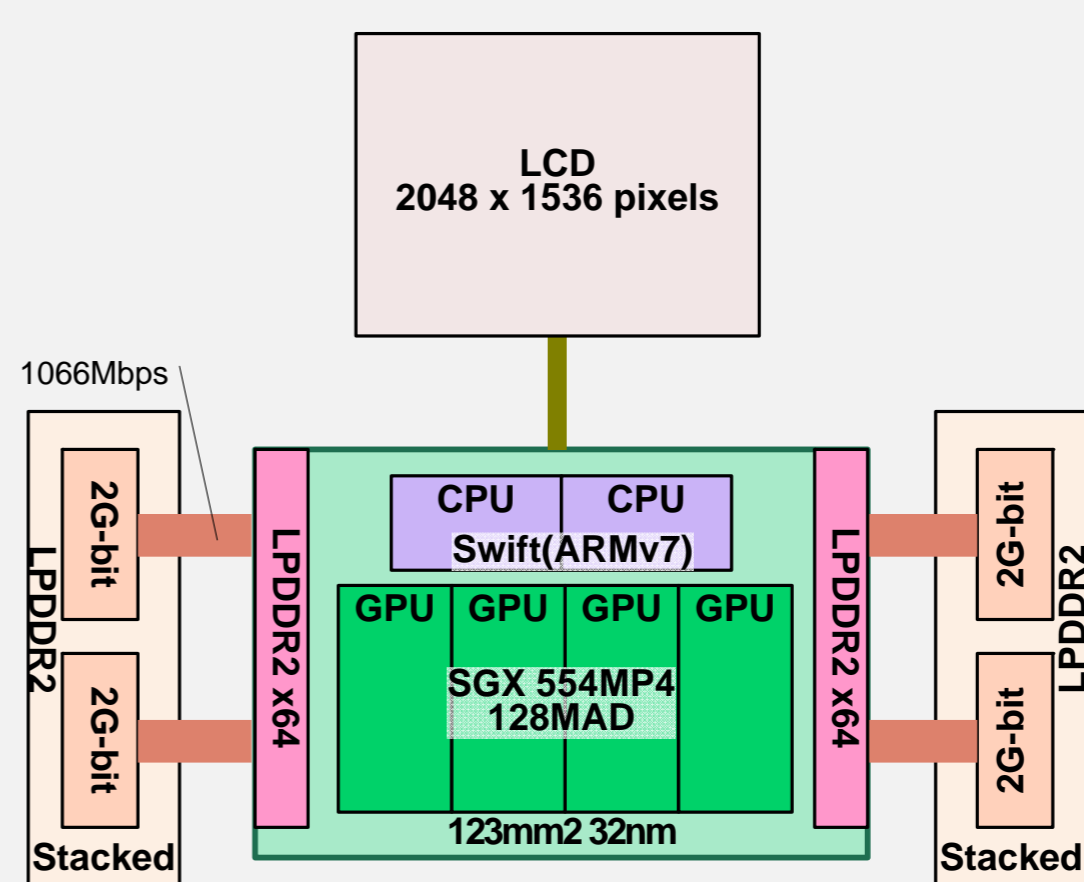 LCD
2048 x 1536 pixels
1066Mbps
LPDDR2
2G-bit
2G-bit
Stacked
LPDDR2 x64
CPU CPU
Swift(ARMv7)
GPU GPU GPU GPU
SGX 554MP4
128MAD
123mm2 32nm
LPDDR2 x64
2G-bit
2G-bit
LPDDR2
Stacked